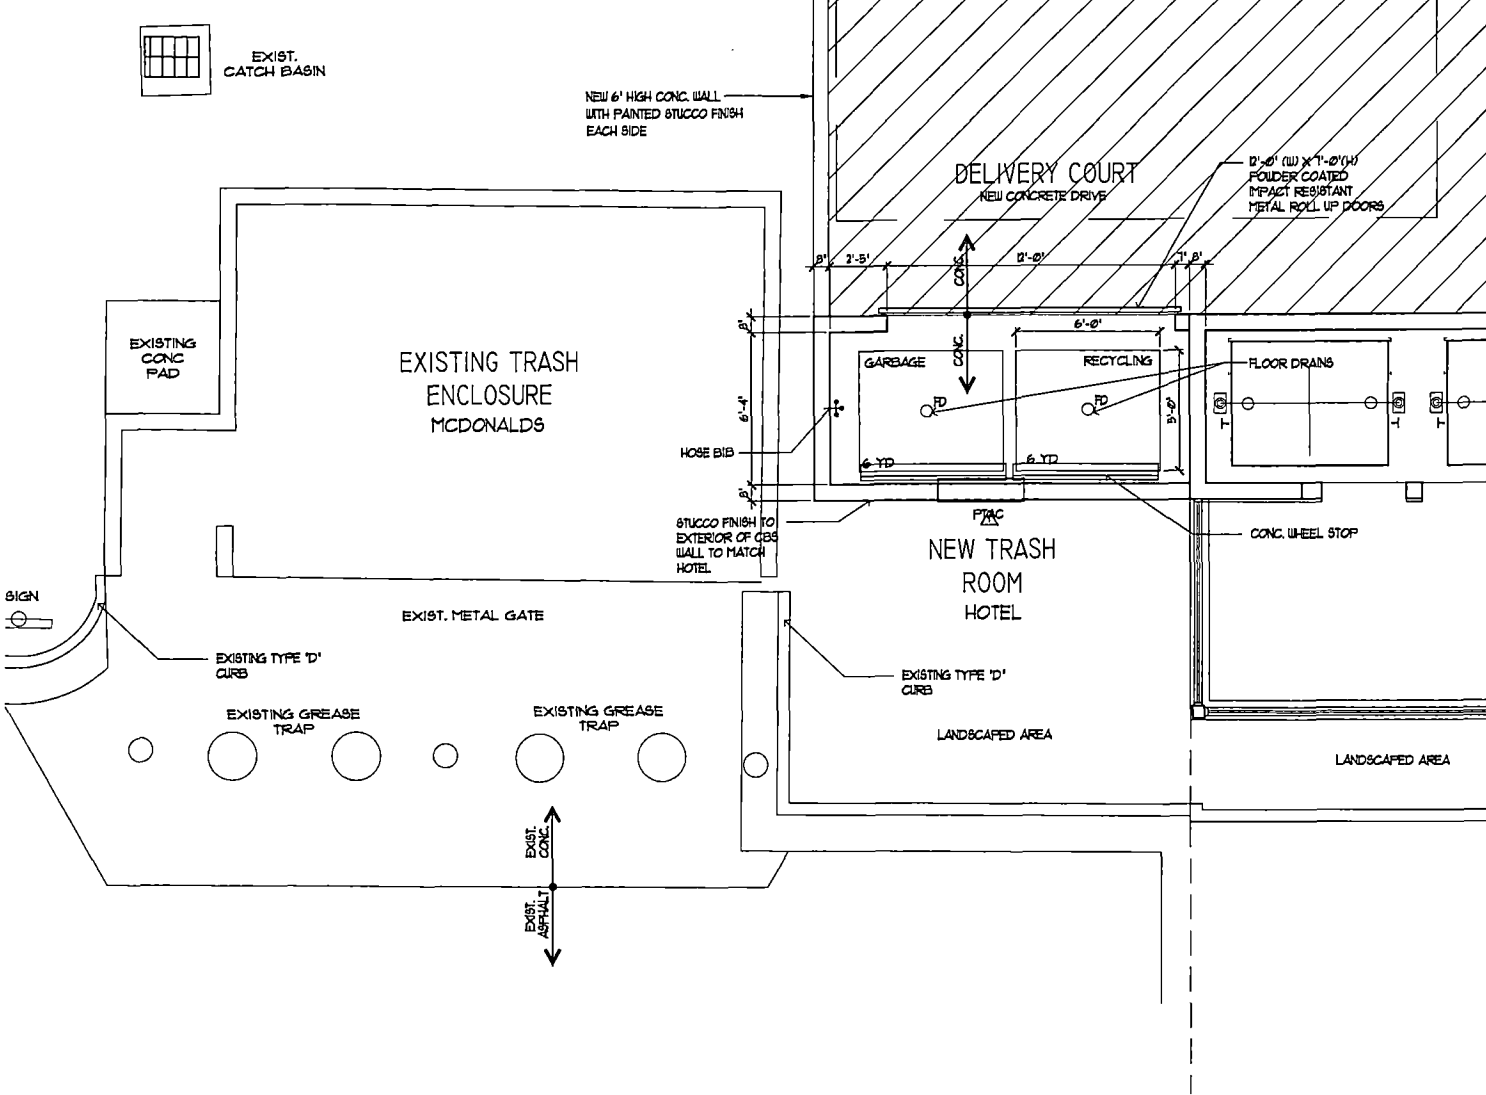 EXIST.
CATCH BASIN
NEW 6' HIGH CONC. WALL
WITH PAINTED STUCCO FINISH
EACH SIDE
DELIVERY COURT
NEW CONCRETE DRIVE
12'-0" (W) X 7'-0"(H)
POWDER COATED
IMPACT RESISTANT
METAL ROLL UP DOORS
8"
2'-5"
12'-0"
7"
8"
CONC.
CONC.
8"
6'-4"
8"
6'-0"
5'-0"
GARBAGE
RECYCLING
FLOOR DRAINS
FD
FD
6 YD
6 YD
HOSE BIB
EXISTING
CONC
PAD
EXISTING TRASH
ENCLOSURE
MCDONALDS
STUCCO FINISH TO
EXTERIOR OF CBS
WALL TO MATCH
HOTEL
PTAC
CONC. WHEEL STOP
NEW TRASH
ROOM
HOTEL
SIGN
EXIST. METAL GATE
EXISTING TYPE "D"
CURB
EXISTING TYPE "D"
CURB
EXISTING GREASE
TRAP
EXISTING GREASE
TRAP
LANDSCAPED AREA
LANDSCAPED AREA
EXIST.
CONC.
EXIST.
ASPHALT